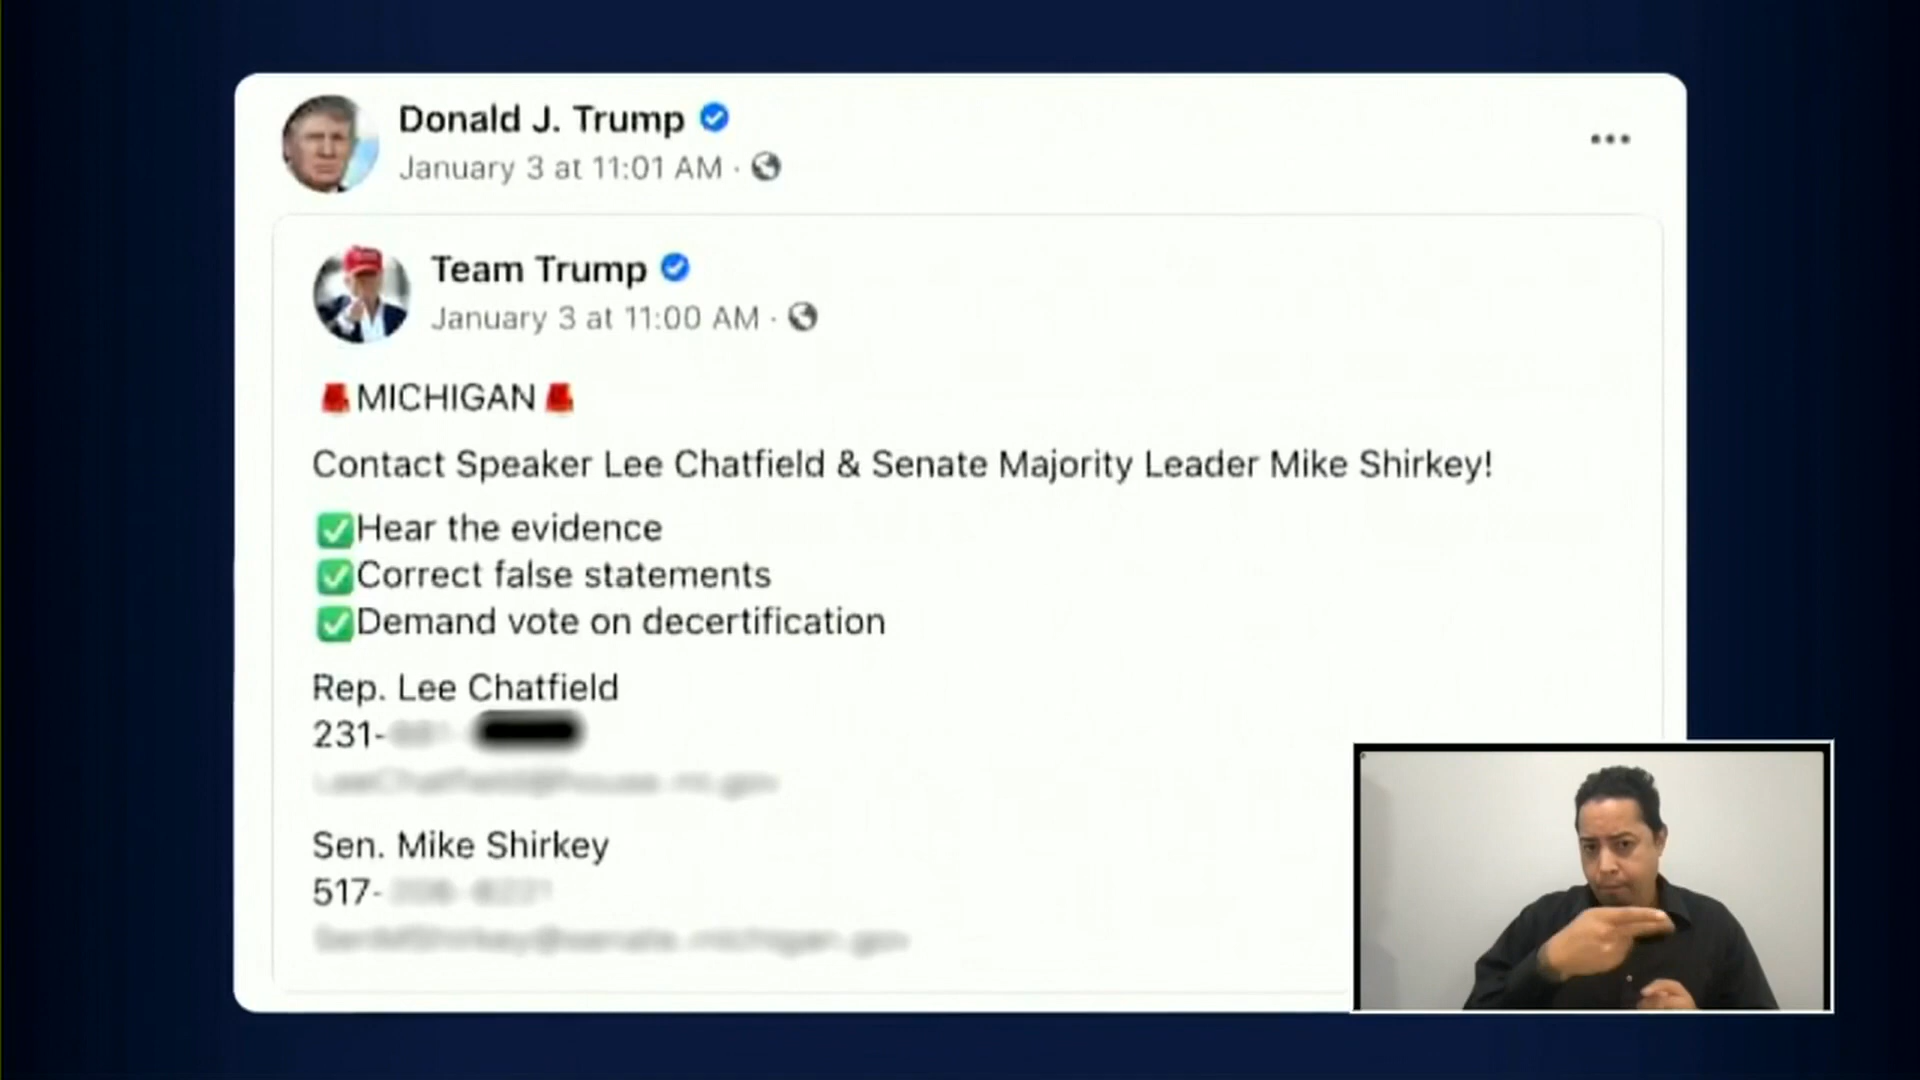 Donald J. Trump
January 3 at 11:01 AM ·
Team Trump
January 3 at 11:00 AM ·
🚨MICHIGAN🚨
Contact Speaker Lee Chatfield & Senate Majority Leader Mike Shirkey!
✅Hear the evidence
✅Correct false statements
✅Demand vote on decertification
Rep. Lee Chatfield
231-
Sen. Mike Shirkey
517-